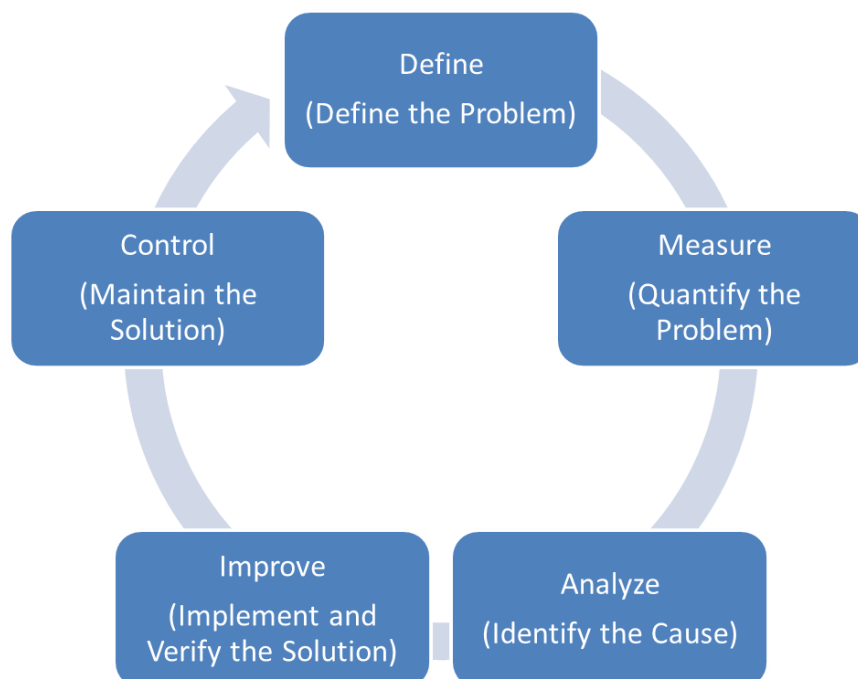 Define
(Define the Problem)
Measure
(Quantify the
Problem)
Analyze
(Identify the Cause)
Improve
(Implement and
Verify the Solution)
Control
(Maintain the
Solution)